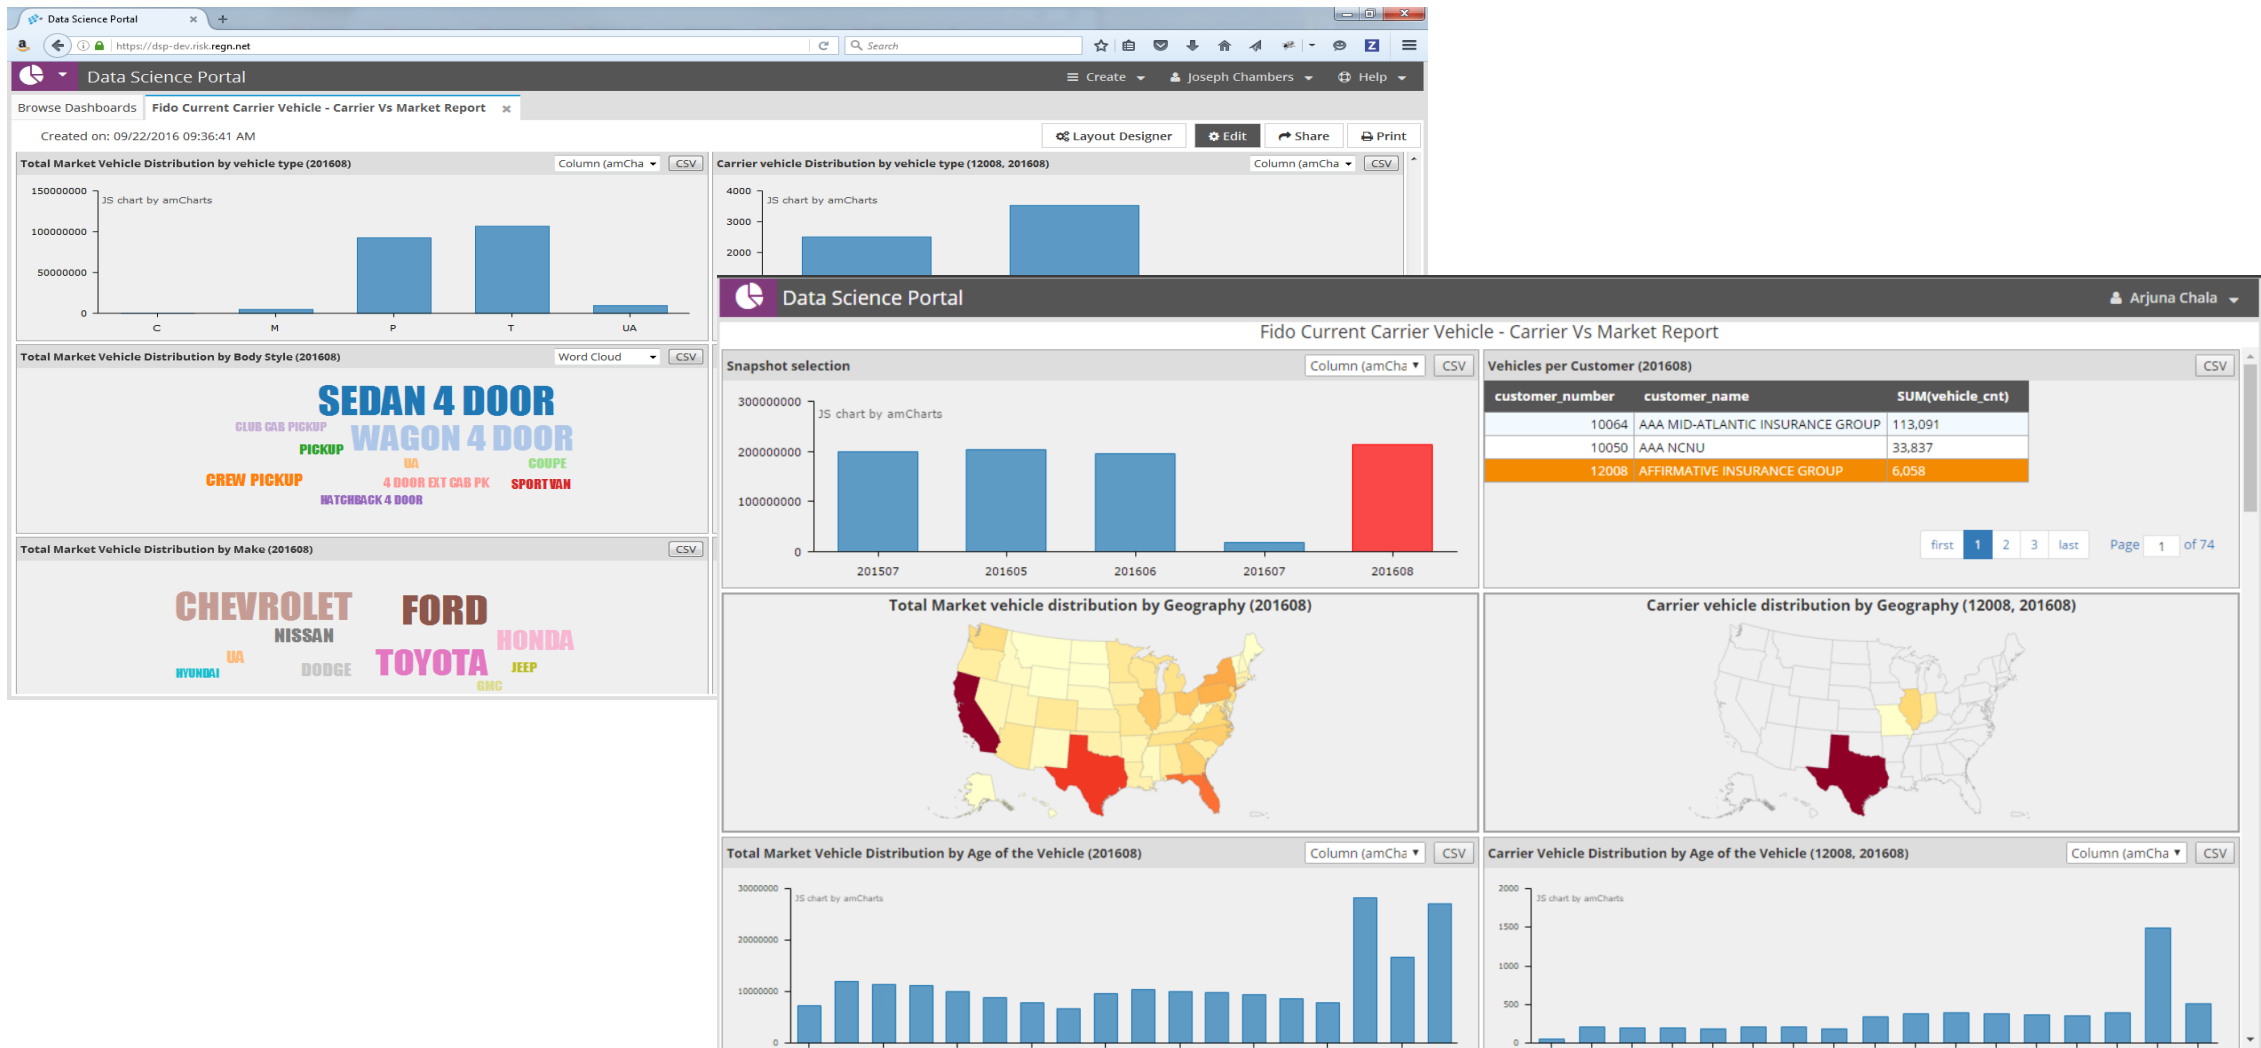 Data Science Portal
https://dsp-dev.risk.regn.net
Search
Data Science Portal
Create
Joseph Chambers
Help
Browse Dashboards
Fido Current Carrier Vehicle - Carrier Vs Market Report
Created on: 09/22/2016 09:36:41 AM
Layout Designer
Edit
Share
Print
Total Market Vehicle Distribution by vehicle type (201608)
Column (amCha
CSV
150000000
JS chart by amCharts
100000000
50000000
0
C M P T UA
Carrier vehicle Distribution by vehicle type (12008, 201608)
Column (amCha
CSV
4000
JS chart by amCharts
3000
2000
Total Market Vehicle Distribution by Body Style (201608)
Word Cloud
CSV
SEDAN 4 DOOR
CLUB CAB PICKUP
WAGON 4 DOOR
PICKUP
UA
COUPE
CREW PICKUP
4 DOOR EXT CAB PK
SPORT VAN
HATCHBACK 4 DOOR
Total Market Vehicle Distribution by Make (201608)
CSV
CHEVROLET
FORD
NISSAN
HONDA
UA
TOYOTA
HYUNDAI
DODGE
JEEP
GMC
Data Science Portal
Arjuna Chala
Fido Current Carrier Vehicle - Carrier Vs Market Report
Snapshot selection
Column (amCha
CSV
300000000
JS chart by amCharts
200000000
100000000
0
201507 201605 201606 201607 201608
Vehicles per Customer (201608)
CSV
customer_number customer_name SUM(vehicle_cnt)
10064 AAA MID-ATLANTIC INSURANCE GROUP 113,091
10050 AAA NCNU 33,837
12008 AFFIRMATIVE INSURANCE GROUP 6,058
first 1 2 3 last Page 1 of 74
Total Market vehicle distribution by Geography (201608)
Carrier vehicle distribution by Geography (12008, 201608)
Total Market Vehicle Distribution by Age of the Vehicle (201608)
Column (amCha
CSV
30000000
JS chart by amCharts
20000000
10000000
0
Carrier Vehicle Distribution by Age of the Vehicle (12008, 201608)
Column (amCha
CSV
2000
JS chart by amCharts
1500
1000
500
0